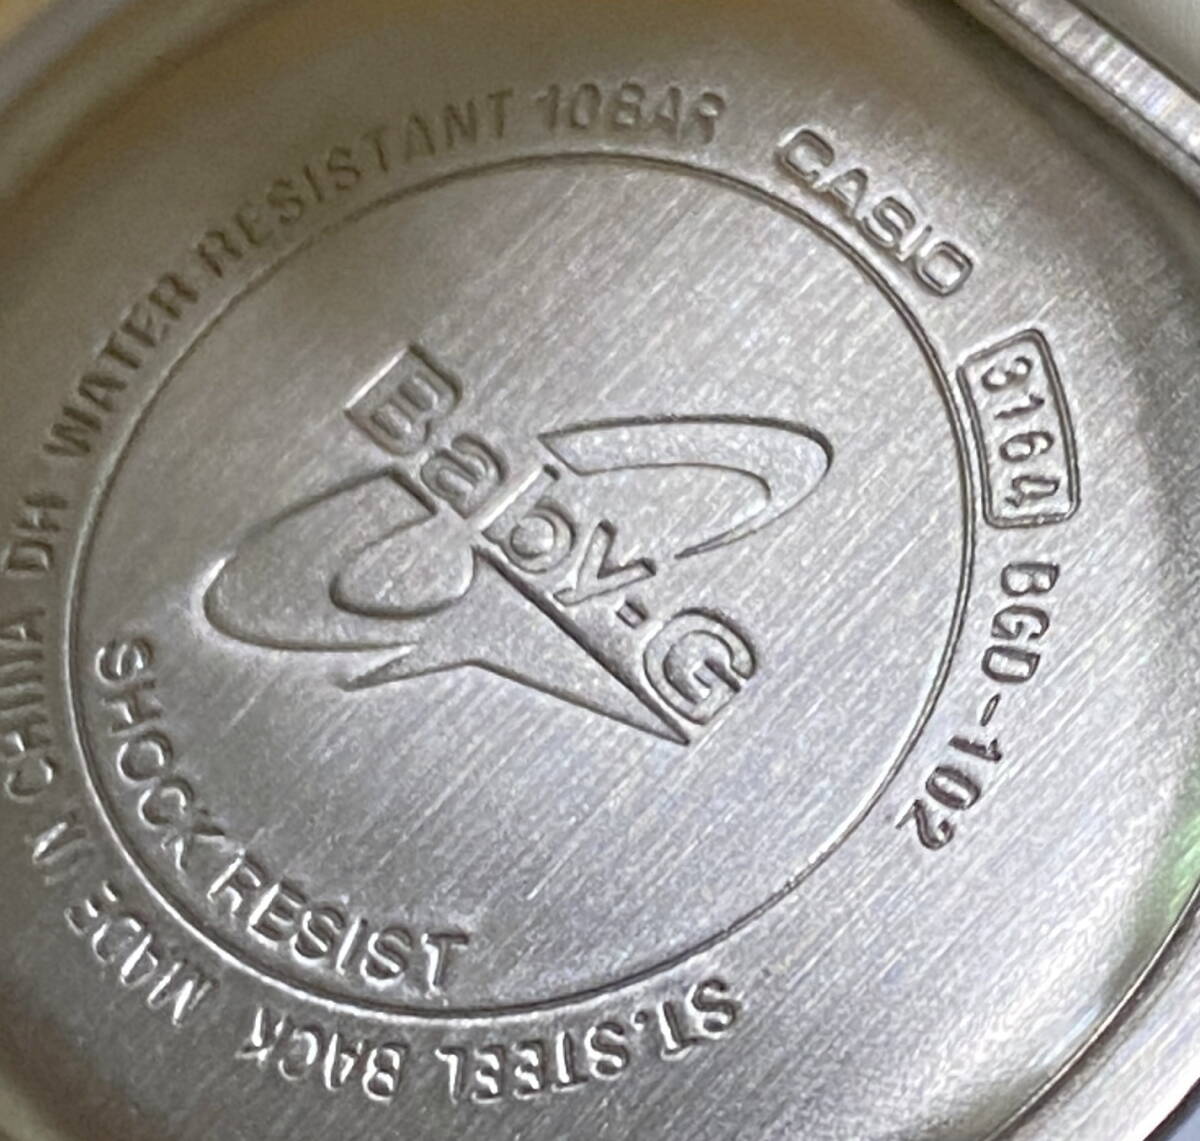 CASIO 3164 BGD-102
ST.STEEL BACK MADE IN CHINA DH WATER RESISTANT 10BAR
Baby-G
SHOCK RESIST